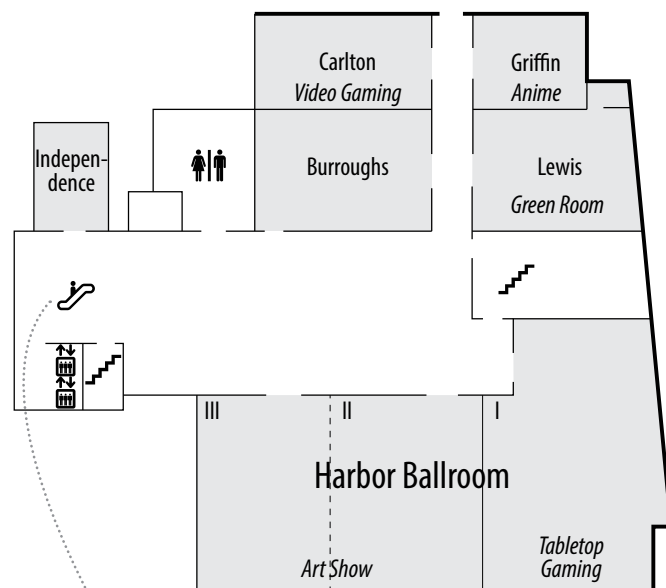 Carlton
Video Gaming
Griffin
Anime
Indepen-
dence
Burroughs
Lewis
Green Room
III
II
I
Harbor Ballroom
Art Show
Tabletop
Gaming